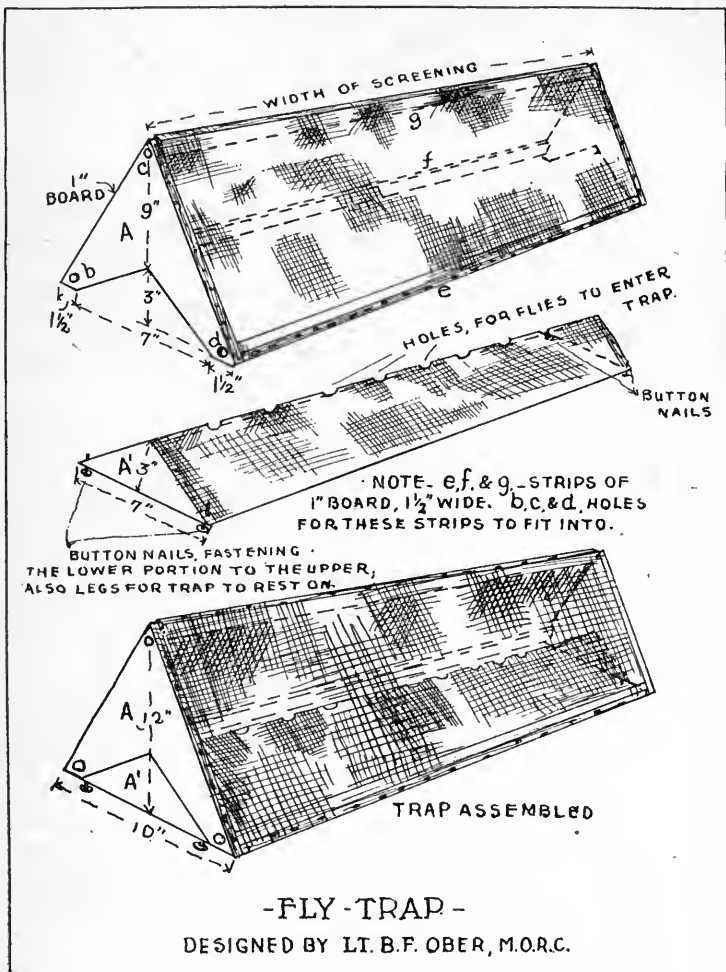 WIDTH OF SCREENING
g
c
f
1" BOARD
9"
A
b
3"
e
1½"
7"
d
1½"
HOLES, FOR FLIES TO ENTER
TRAP.
BUTTON
NAILS
A' 3"
7"
NOTE- e,f, & g,-STRIPS OF
1" BOARD, 1½" WIDE. b,c,& d, HOLES
FOR THESE STRIPS TO FIT INTO.
BUTTON NAILS, FASTENING
THE LOWER PORTION TO THE UPPER,
ALSO LEGS FOR TRAP TO REST ON.
A 12"
A'
10"
TRAP ASSEMBLED
-FLY-TRAP-
DESIGNED BY LT. B.F. OBER, M.O.R.C.